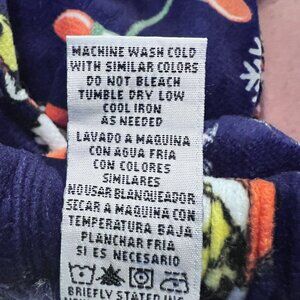 MACHINE WASH COLD
WITH SIMILAR COLORS
DO NOT BLEACH
TUMBLE DRY LOW
COOL IRON
AS NEEDED
LAVADO A MAQUINA
CON AGUA FRIA
CON COLORES
SIMILARES
NOUSAR BLANQUEADOR
SECAR A MAQUINA CON
TEMPERATURA BAJA
PLANCHAR FRIA
SI ES NECESARIO
BRIEFLY STATED INC